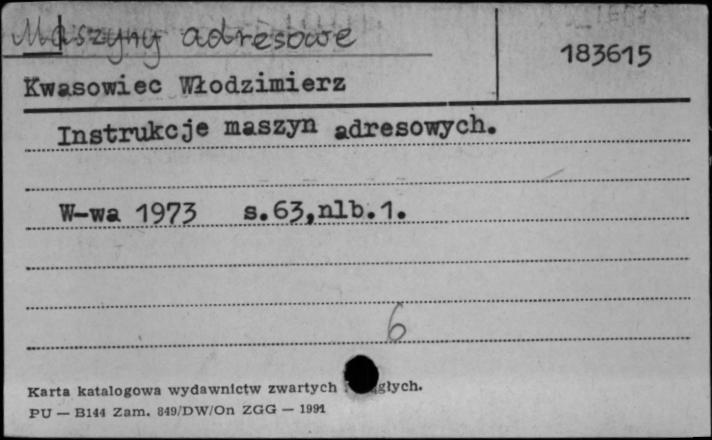 Maszyny adresowe
183615
Kwasowiec Włodzimierz
Instrukcje maszyn adresowych.
W-wa 1973 s.63,nlb.1.
6
Karta katalogowa wydawnictw zwartych
PU — B144 Zam. 849/DW/On ZGG — 1991